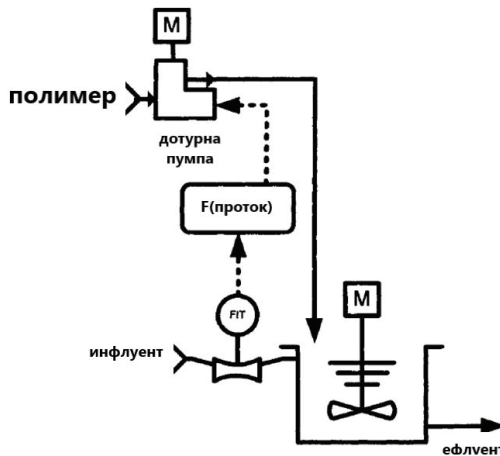 M
полимер
дотурна
пумпа
F(проток)
FIT
M
инфлуент
ефлуент